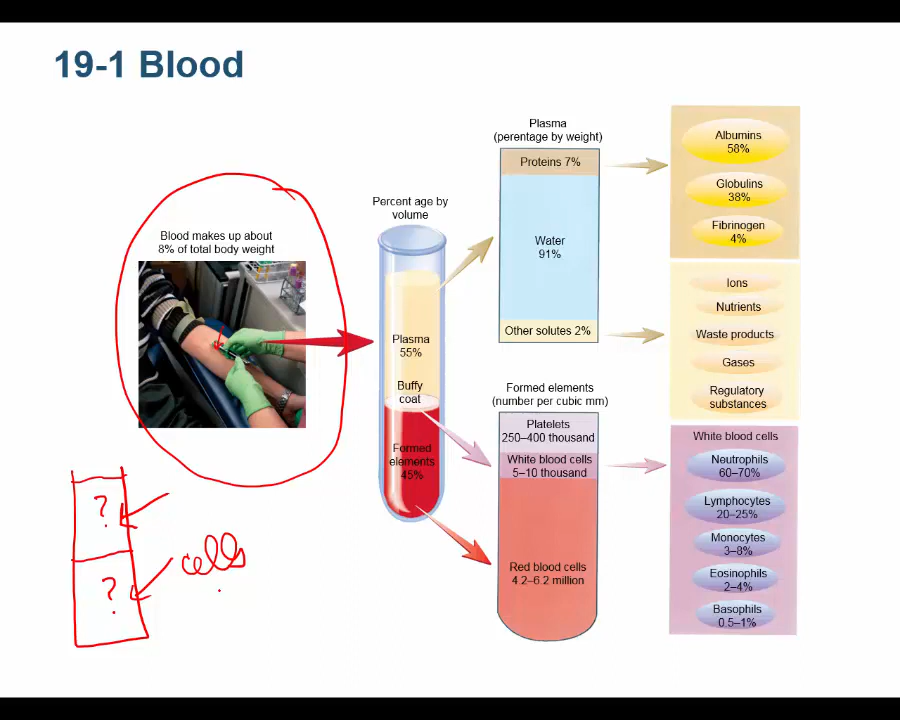 19-1 Blood
Blood makes up about
8% of total body weight
Percent age by
volume
Plasma
55%
Buffy
coat
Formed
elements
45%
Plasma
(perentage by weight)
Proteins 7%
Water
91%
Other solutes 2%
Formed elements
(number per cubic mm)
Platelets
250–400 thousand
White blood cells
5–10 thousand
Red blood cells
4.2–6.2 million
Albumins
58%
Globulins
38%
Fibrinogen
4%
Ions
Nutrients
Waste products
Gases
Regulatory
substances
White blood cells
Neutrophils
60–70%
Lymphocytes
20–25%
Monocytes
3–8%
Eosinophils
2–4%
Basophils
0.5–1%
?
cells
?